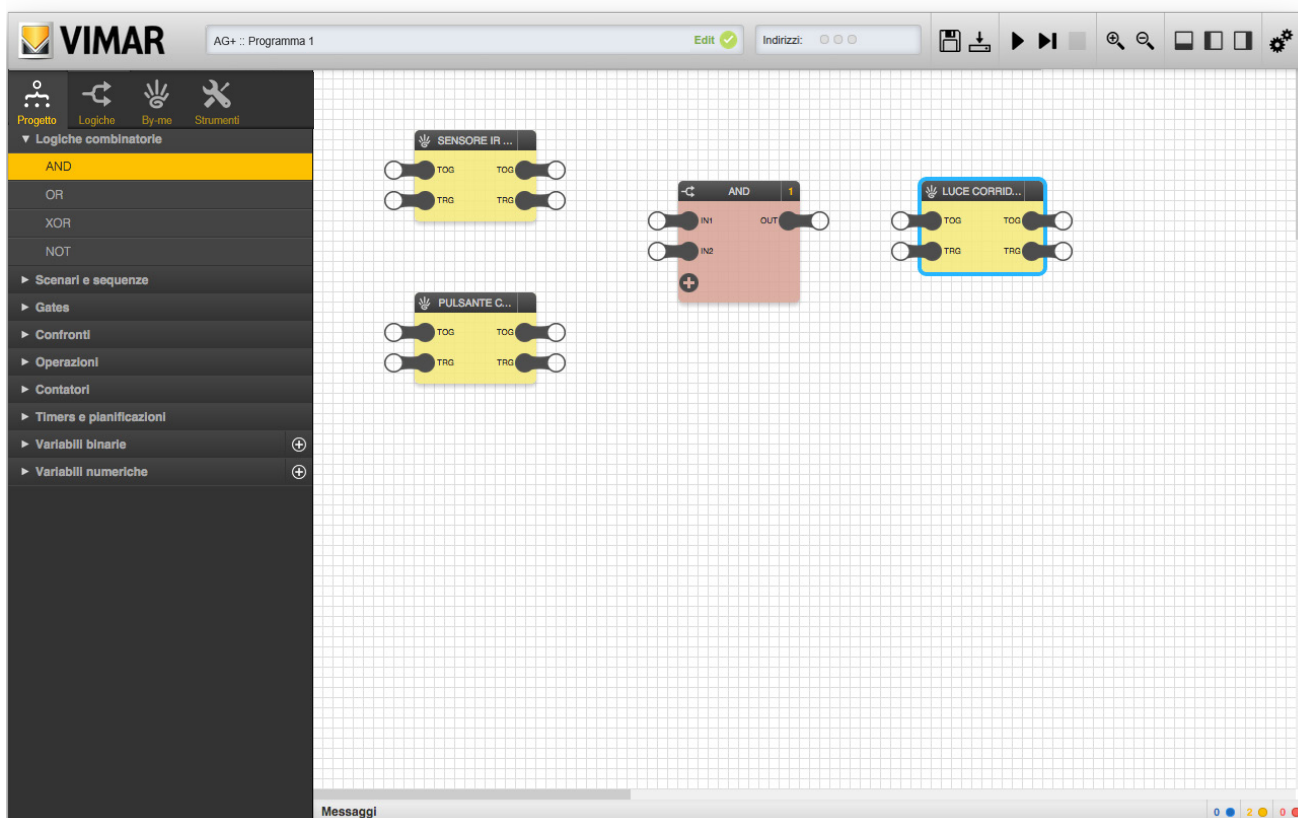 VIMAR
AG+ :: Programma 1
Edit
Indirizzi:
Progetto
Logiche
By-me
Strumenti
Logiche combinatorie
AND
OR
XOR
NOT
Scenari e sequenze
Gates
Confronti
Operazioni
Contatori
Timers e pianificazioni
Variabili binarie
Variabili numeriche
SENSORE IR ...
TOG TOG
TRG TRG
PULSANTE C...
TOG TOG
TRG TRG
AND 1
IN1 OUT
IN2
LUCE CORRID...
TOG TOG
TRG TRG
Messaggi
0 2 0